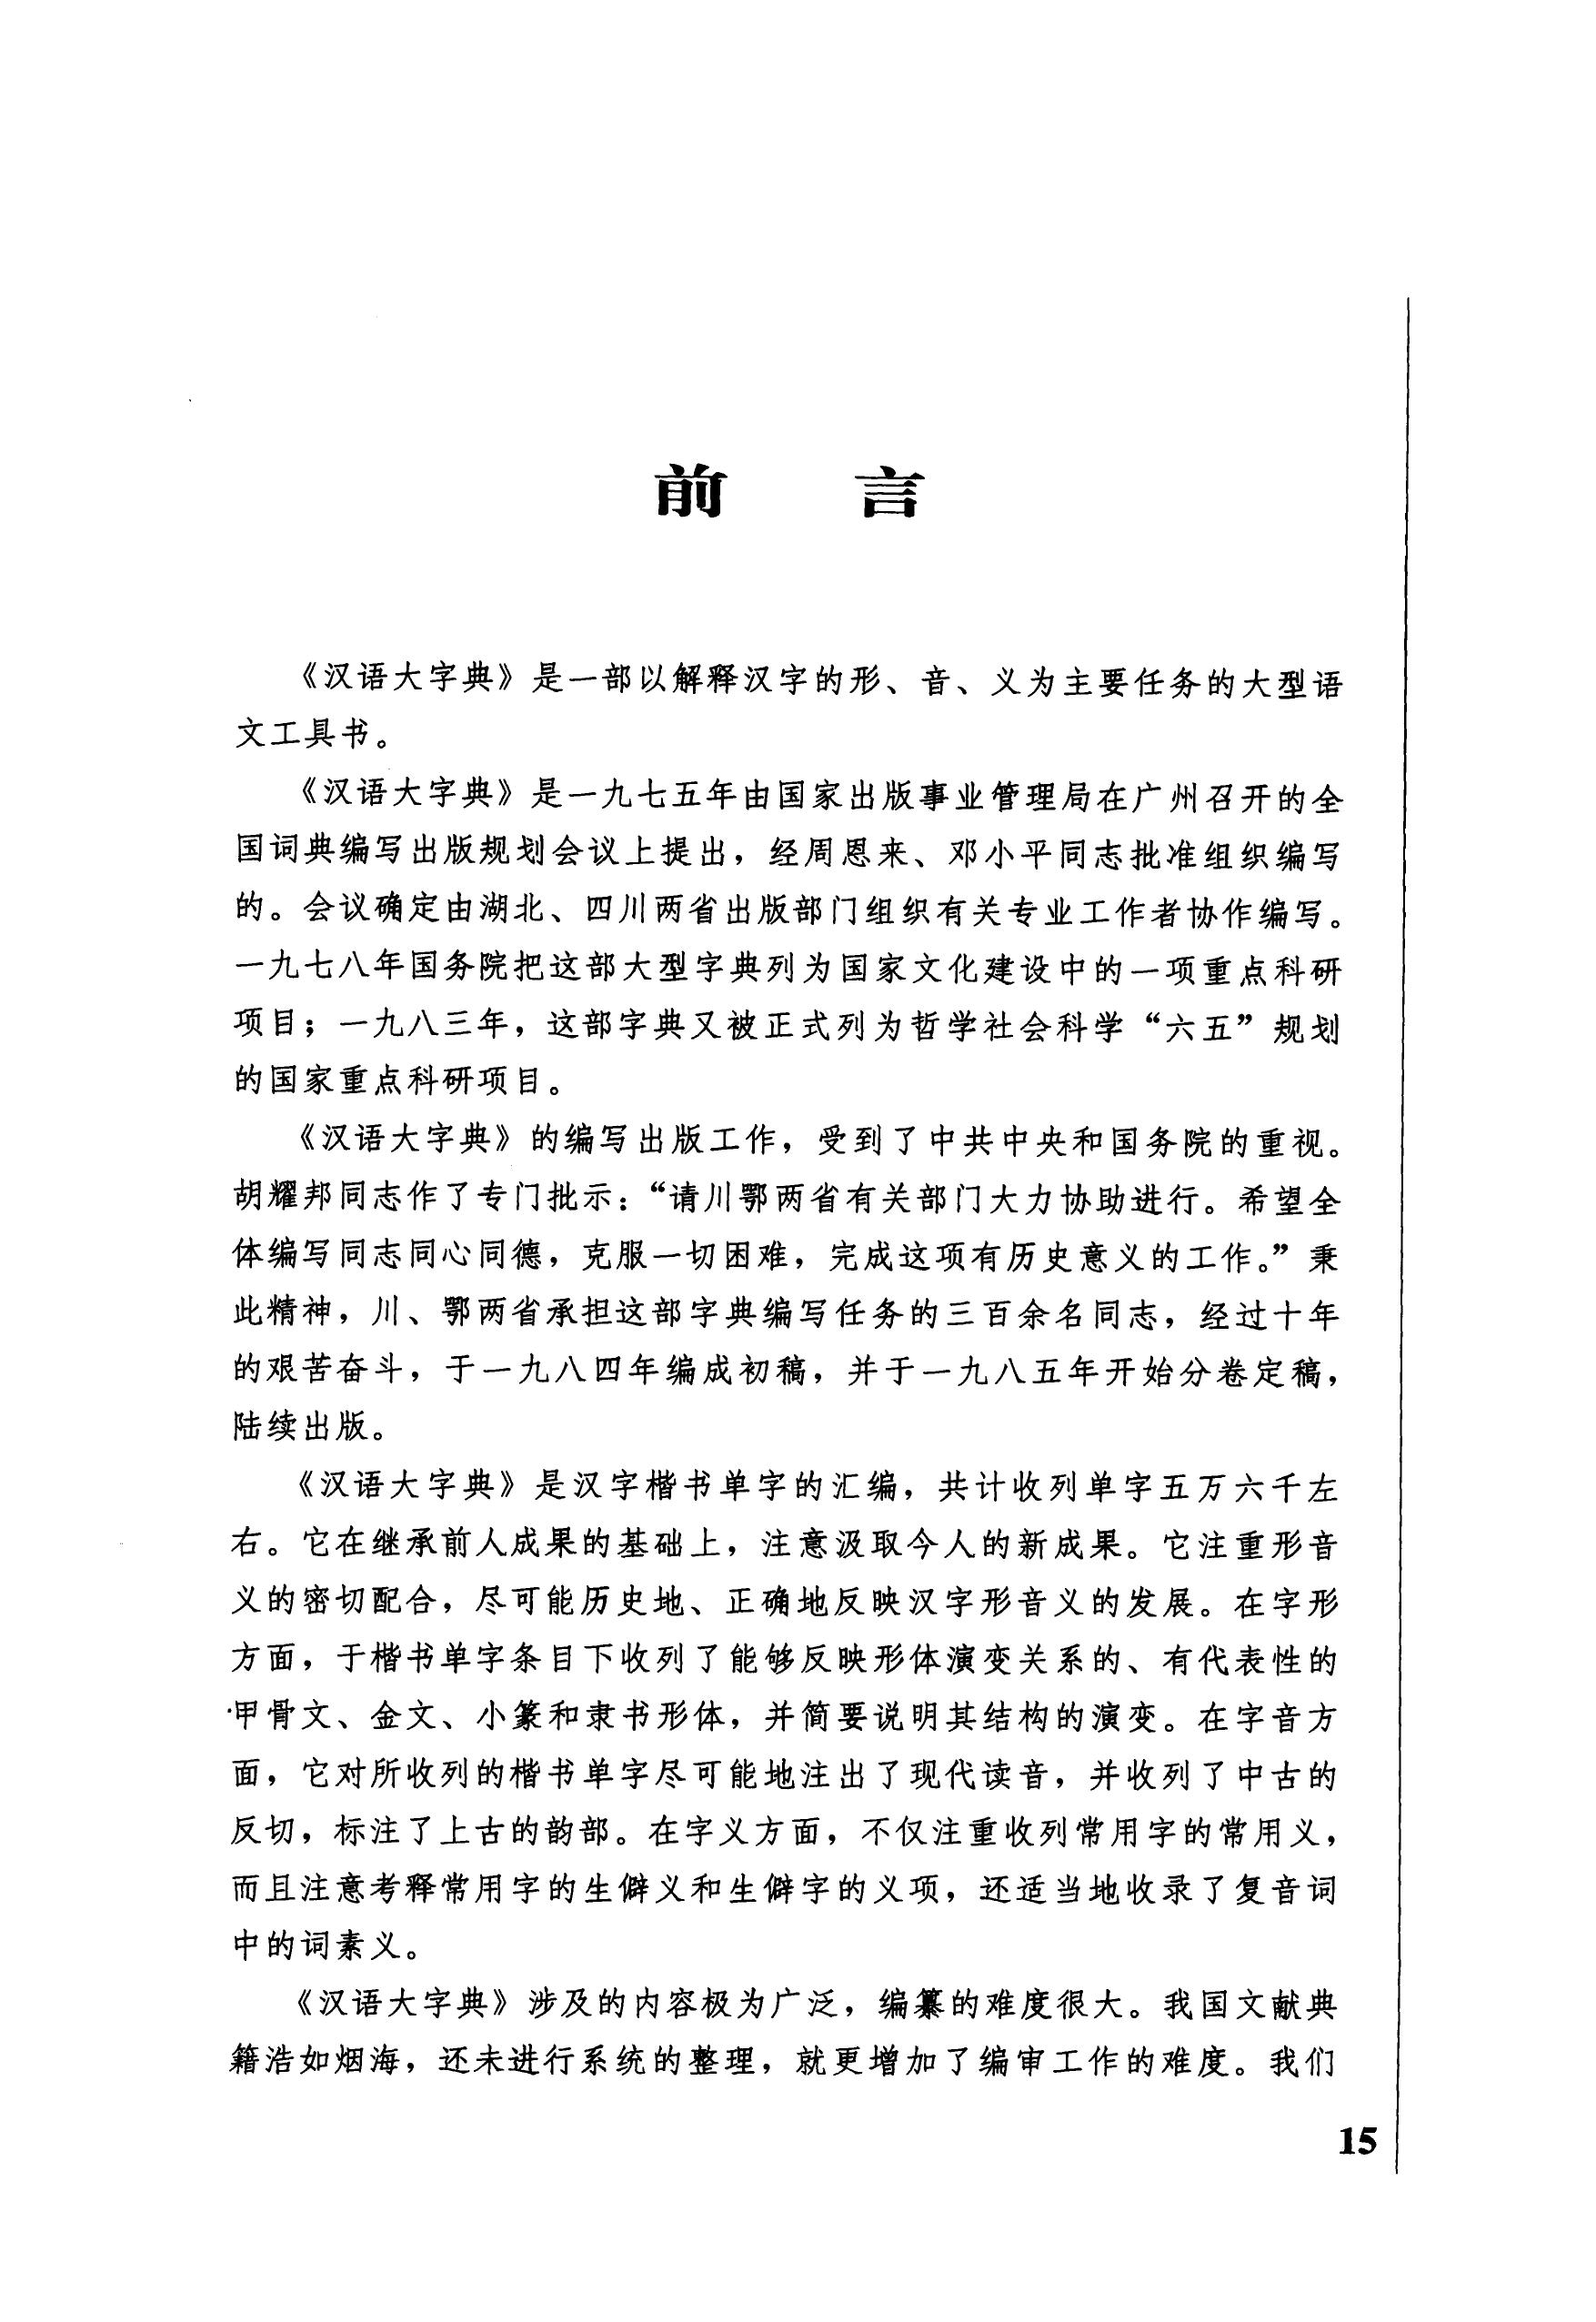 前言
《汉语大字典》是一部以解释汉字的形、音、义为主要任务的大型语
文工具书。
《汉语大字典》是一九七五年由国家出版事业管理局在广州召开的全
国词典编写出版规划会议上提出，经周恩来、邓小平同志批准组织编写
的。会议确定由湖北、四川两省出版部门组织有关专业工作者协作编写。
一九七八年国务院把这部大型字典列为国家文化建设中的一项重点科研
项目；一九八三年，这部字典又被正式列为哲学社会科学“六五”规划
的国家重点科研项目。
《汉语大字典》的编写出版工作，受到了中共中央和国务院的重视。
胡耀邦同志作了专门批示：“请川鄂两省有关部门大力协助进行。希望全
体编写同志同心同德，克服一切困难，完成这项有历史意义的工作。”秉
此精神，川、鄂两省承担这部字典编写任务的三百余名同志，经过十年
的艰苦奋斗，于一九八四年编成初稿，并于一九八五年开始分卷定稿，
陆续出版。
《汉语大字典》是汉字楷书单字的汇编，共计收列单字五万六千左
右。它在继承前人成果的基础上，注意汲取今人的新成果。它注重形音
义的密切配合，尽可能历史地、正确地反映汉字形音义的发展。在字形
方面，于楷书单字条目下收列了能够反映形体演变关系的、有代表性的
甲骨文、金文、小篆和隶书形体，并简要说明其结构的演变。在字音方
面，它对所收列的楷书单字尽可能地注出了现代读音，并收列了中古的
反切，标注了上古的韵部。在字义方面，不仅注重收列常用字的常用义，
而且注意考释常用字的生僻义和生僻字的义项，还适当地收录了复音词
中的词素义。
《汉语大字典》涉及的内容极为广泛，编纂的难度很大。我国文献典
籍浩如烟海，还未进行系统的整理，就更增加了编审工作的难度。我们
15